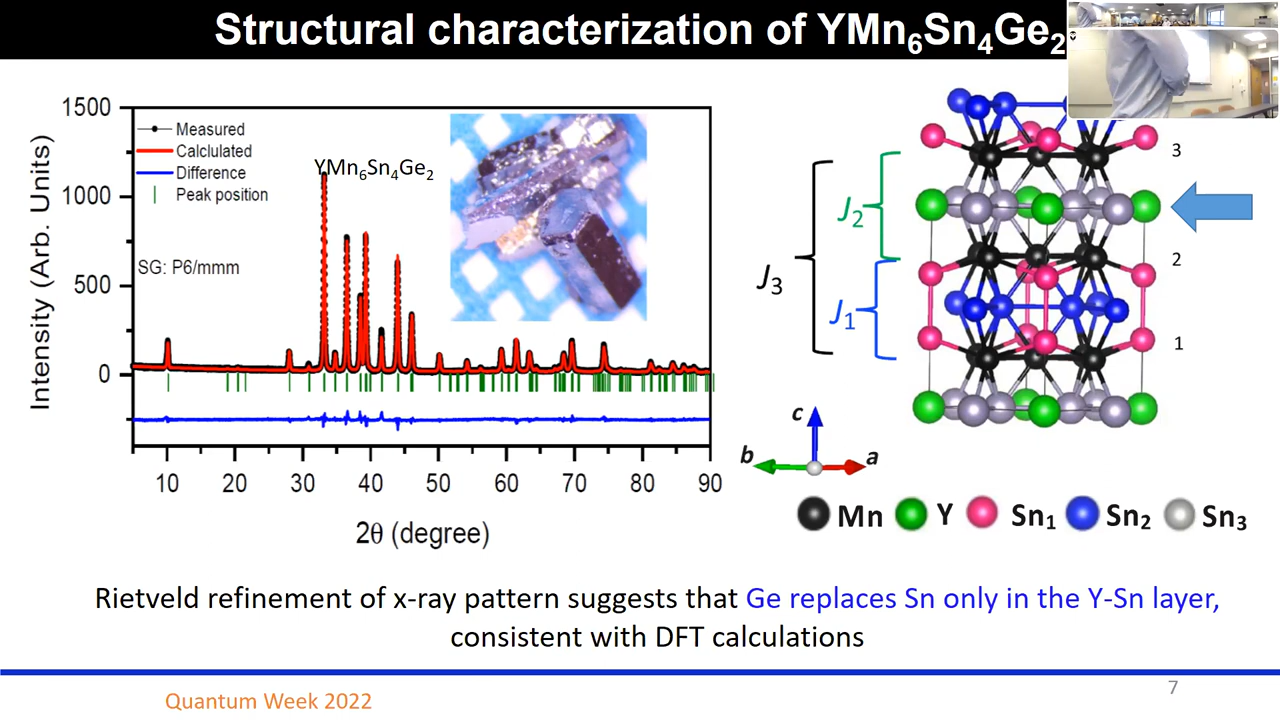 Structural characterization of YMn₆Sn₄Ge₂
1500
1000
500
0
Intensity (Arb. Units)
Measured
Calclulated
Difference
Peak position
SG: P6/mmm
YMn₆Sn₄Ge₂
10 20 30 40 50 60 70 80 90
2θ (degree)
J₃
J₂
J₁
3
2
1
c
b
a
Mn Y Sn₁ Sn₂ Sn₃
Rietveld refinement of x-ray pattern suggests that Ge replaces Sn only in the Y-Sn layer,
consistent with DFT calculations
Quantum Week 2022
7